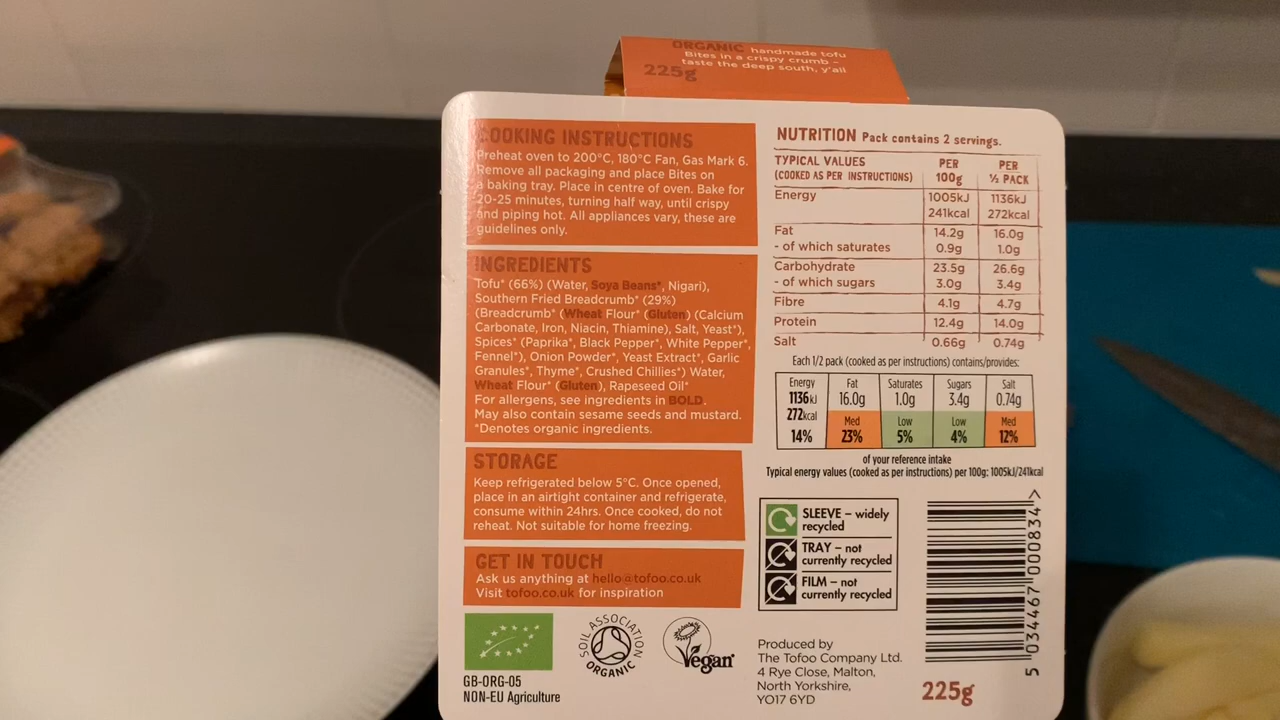 ORGANIC handmade tofu
Bites in a crispy crumb –
taste the deep south, y'all
225g
COOKING INSTRUCTIONS
Preheat oven to 200°C, 180°C Fan, Gas Mark 6.
Remove all packaging and place Bites on
a baking tray. Place in centre of oven. Bake for
20-25 minutes, turning half way, until crispy
and piping hot. All appliances vary, these are
guidelines only.
INGREDIENTS
Tofu* (66%) (Water, Soya Beans*, Nigari),
Southern Fried Breadcrumb* (29%)
(Breadcrumb* (Wheat Flour* (Gluten) (Calcium
Carbonate, Iron, Niacin, Thiamine), Salt, Yeast*),
Spices* (Paprika*, Black Pepper*, White Pepper*,
Fennel*), Onion Powder*, Yeast Extract*, Garlic
Granules*, Thyme*, Crushed Chillies*) Water,
Wheat Flour* (Gluten), Rapeseed Oil*
For allergens, see ingredients in BOLD.
May also contain sesame seeds and mustard.
*Denotes organic ingredients.
STORAGE
Keep refrigerated below 5°C. Once opened,
place in an airtight container and refrigerate,
consume within 24hrs. Once cooked, do not
reheat. Not suitable for home freezing.
GET IN TOUCH
Ask us anything at hello@tofoo.co.uk
Visit tofoo.co.uk for inspiration
GB-ORG-05
NON-EU Agriculture
SOIL ASSOCIATION
ORGANIC
Vegan
NUTRITION Pack contains 2 servings.
TYPICAL VALUES PER PER
(COOKED AS PER INSTRUCTIONS) 100g ½ PACK
Energy 1005kJ 1136kJ
241kcal 272kcal
Fat 14.2g 16.0g
- of which saturates 0.9g 1.0g
Carbohydrate 23.5g 26.6g
- of which sugars 3.0g 3.4g
Fibre 4.1g 4.7g
Protein 12.4g 14.0g
Salt 0.66g 0.74g
Each 1/2 pack (cooked as per instructions) contains/provides:
Energy Fat Saturates Sugars Salt
1136kJ 16.0g 1.0g 3.4g 0.74g
272kcal Med Low Low Med
14% 23% 5% 4% 12%
of your reference intake
Typical energy values (cooked as per instructions) per 100g: 1005kJ/241kcal
SLEEVE – widely
recycled
TRAY – not
currently recycled
FILM – not
currently recycled
Produced by
The Tofoo Company Ltd.
4 Rye Close, Malton,
North Yorkshire,
YO17 6YD
225g
5 034467 000834 >